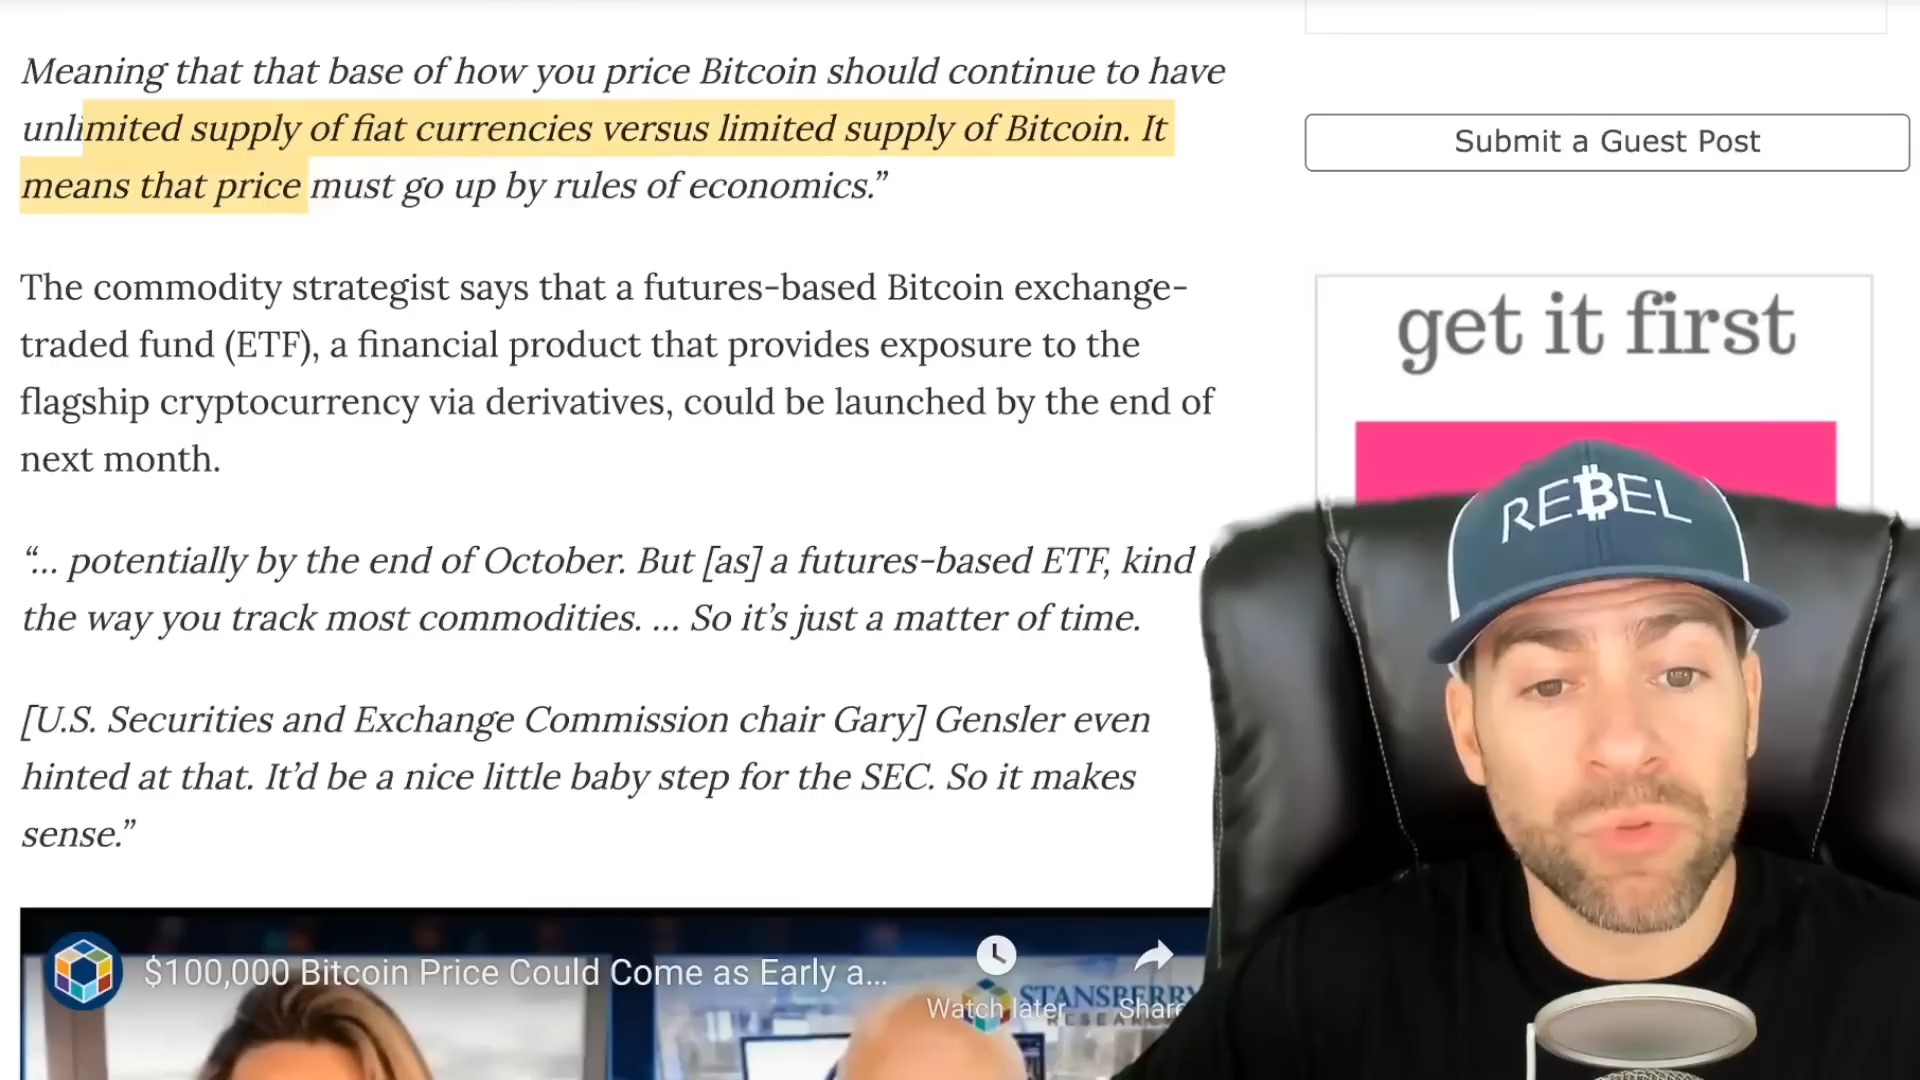 Meaning that that base of how you price Bitcoin should continue to have
unlimited supply of fiat currencies versus limited supply of Bitcoin. It
means that price must go up by rules of economics.”
Submit a Guest Post
The commodity strategist says that a futures-based Bitcoin exchange-
traded fund (ETF), a financial product that provides exposure to the
flagship cryptocurrency via derivatives, could be launched by the end of
next month.
get it first
REBEL
“… potentially by the end of October. But [as] a futures-based ETF, kind
the way you track most commodities. … So it’s just a matter of time.
[U.S. Securities and Exchange Commission chair Gary] Gensler even
hinted at that. It’d be a nice little baby step for the SEC. So it makes
sense.”
$100,000 Bitcoin Price Could Come as Early a...
Watch later
Share
STANSBERRY
RESEARCH